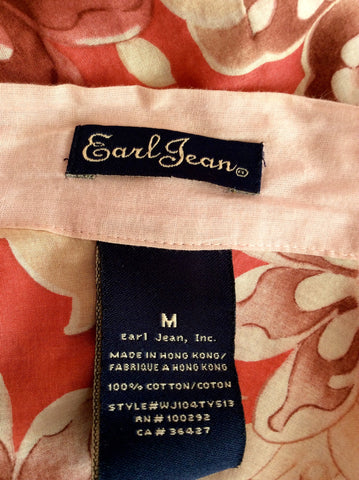 Earl Jean®
M
Earl Jean, Inc.
MADE IN HONG KONG/
FABRIQUE A HONG KONG
100% COTTON/COTON
STYLE#WJ104TY513
RN# 100292
CA# 36427